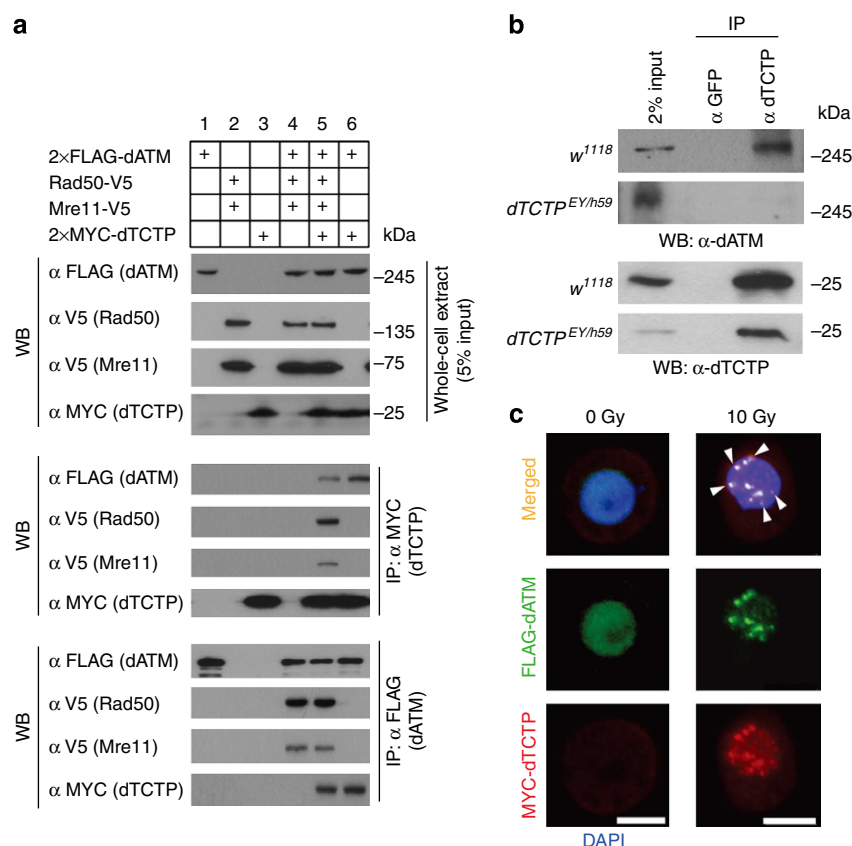 a
1 2 3 4 5 6
2×FLAG-dATM + + + +
Rad50-V5 + + +
Mre11-V5 + + +
2×MYC-dTCTP + + +
kDa
WB
α FLAG (dATM) –245
α V5 (Rad50) –135
α V5 (Mre11) –75
α MYC (dTCTP) –25
Whole-cell extract
(5% input)
WB
α FLAG (dATM)
α V5 (Rad50)
α V5 (Mre11)
α MYC (dTCTP)
IP: α MYC
(dTCTP)
WB
α FLAG (dATM)
α V5 (Rad50)
α V5 (Mre11)
α MYC (dTCTP)
IP: α FLAG
(dATM)
b
IP
2% input
α GFP
α dTCTP
kDa
w1118 –245
dTCTP EY/h59 –245
WB: α-dATM
w1118 –25
dTCTP EY/h59 –25
WB: α-dTCTP
c
0 Gy 10 Gy
Merged
FLAG-dATM
MYC-dTCTP
DAPI